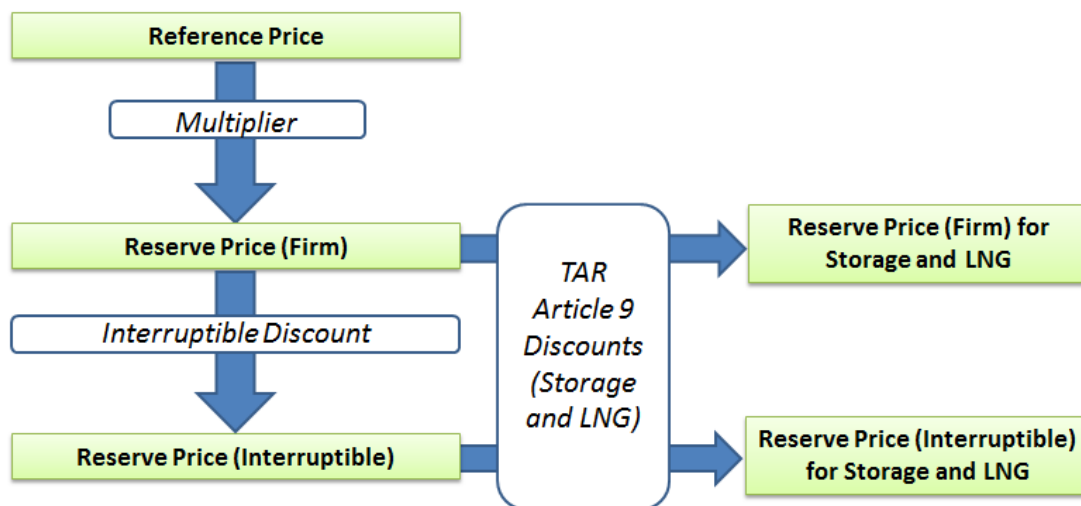 Reference Price
Multiplier
Reserve Price (Firm)
Interruptible Discount
Reserve Price (Interruptible)
TAR
Article 9
Discounts
(Storage
and LNG)
Reserve Price (Firm) for
Storage and LNG
Reserve Price (Interruptible)
for Storage and LNG